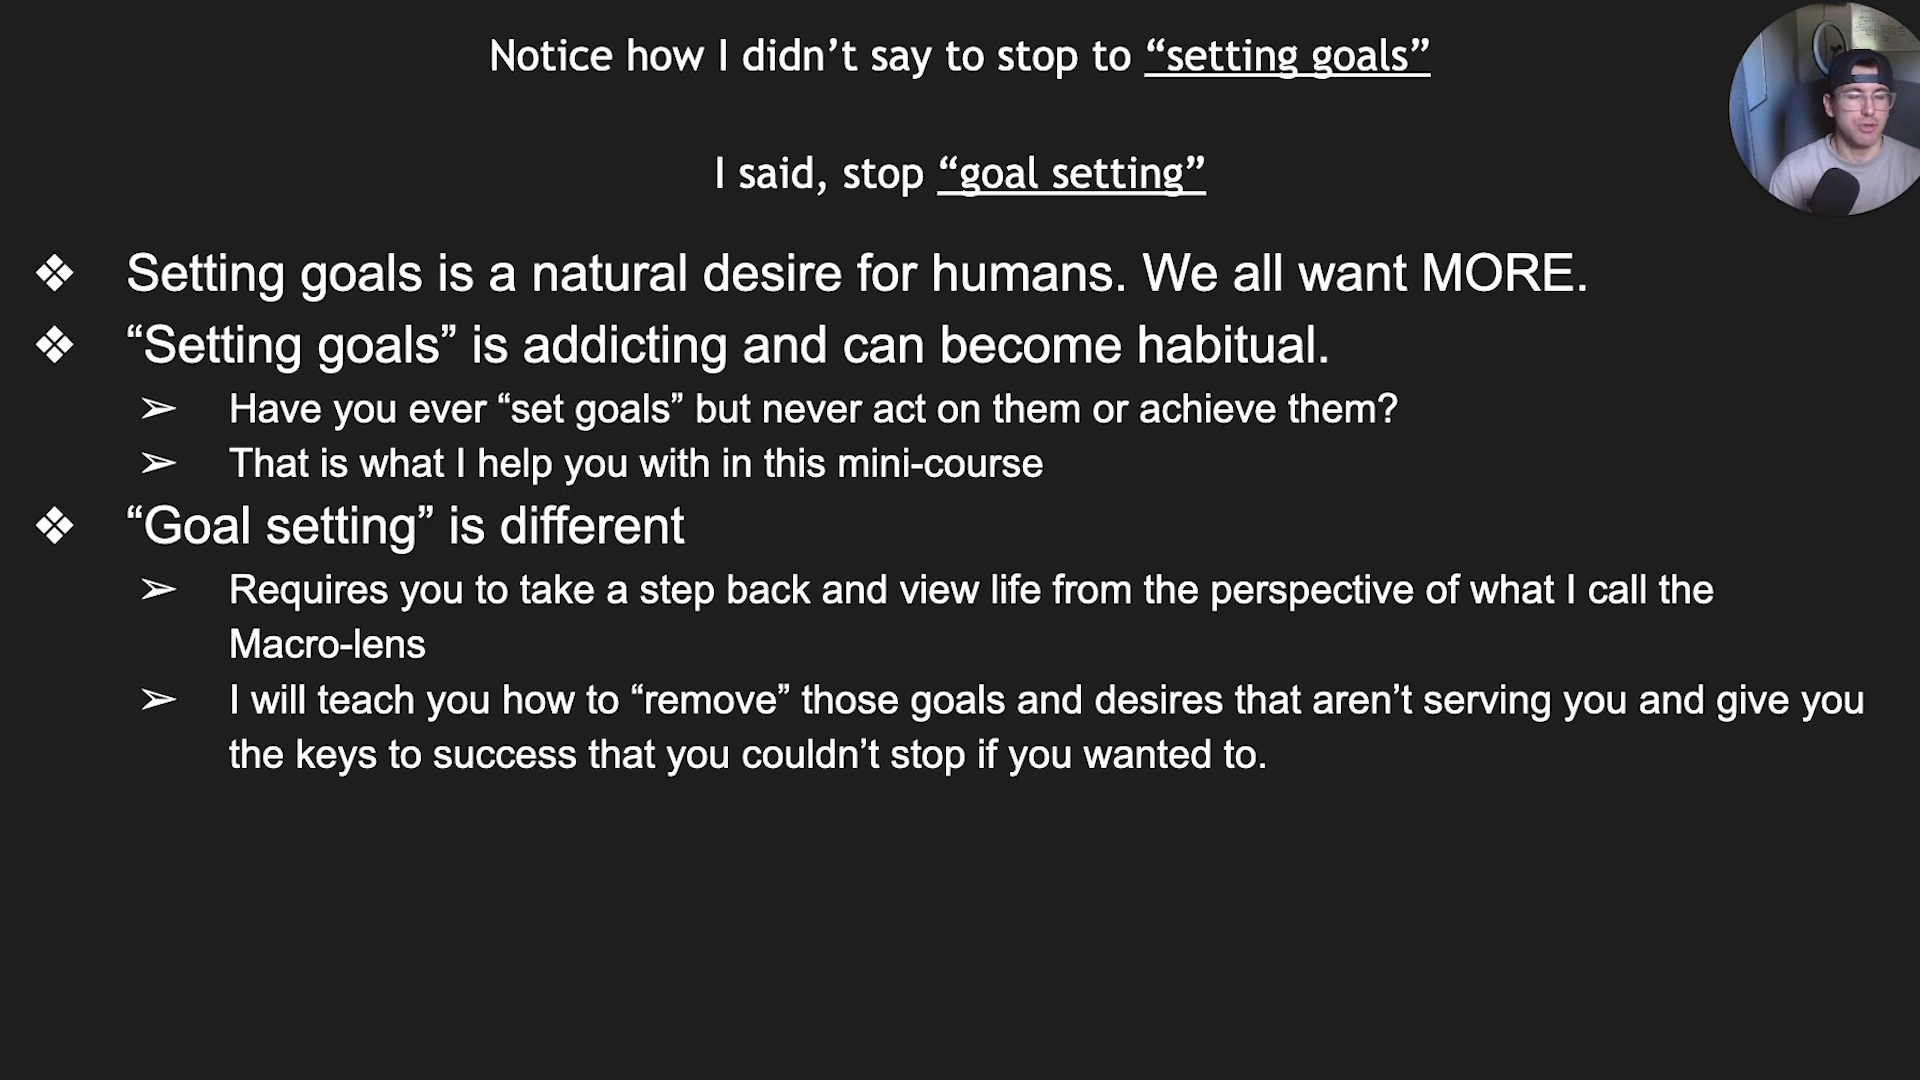 Notice how I didn’t say to stop to “setting goals”
I said, stop “goal setting”
❖ Setting goals is a natural desire for humans. We all want MORE.
❖ “Setting goals” is addicting and can become habitual.
➢ Have you ever “set goals” but never act on them or achieve them?
➢ That is what I help you with in this mini-course
❖ “Goal setting” is different
➢ Requires you to take a step back and view life from the perspective of what I call the
Macro-lens
➢ I will teach you how to “remove” those goals and desires that aren’t serving you and give you
the keys to success that you couldn’t stop if you wanted to.